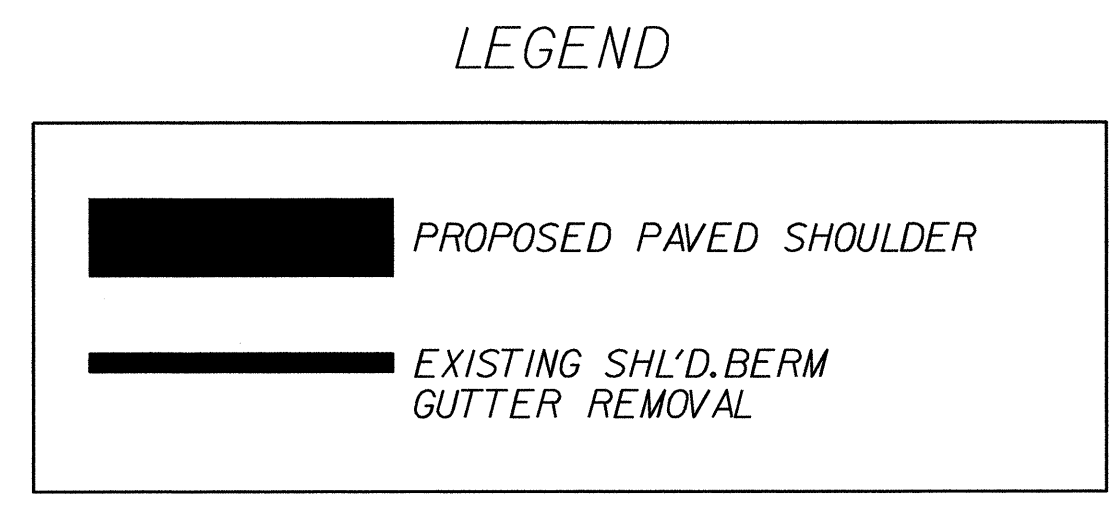 LEGEND
PROPOSED PAVED SHOULDER
EXISTING SHL'D. BERM
GUTTER REMOVAL